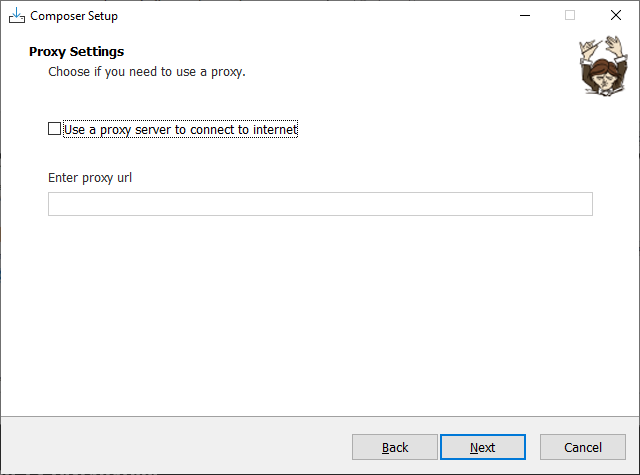 Composer Setup
Proxy Settings
Choose if you need to use a proxy.
Use a proxy server to connect to internet
Enter proxy url
Back
Next
Cancel